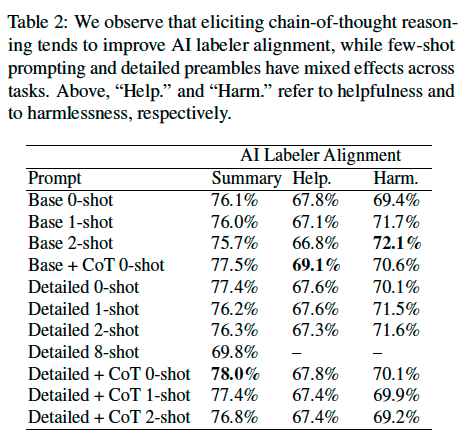 Table 2: We observe that eliciting chain-of-thought reason-
ing tends to improve AI labeler alignment, while few-shot
prompting and detailed preambles have mixed effects across
tasks. Above, “Help.” and “Harm.” refer to helpfulness and
to harmlessness, respectively.
AI Labeler Alignment
Prompt Summary Help. Harm.
Base 0-shot 76.1% 67.8% 69.4%
Base 1-shot 76.0% 67.1% 71.7%
Base 2-shot 75.7% 66.8% 72.1%
Base + CoT 0-shot 77.5% 69.1% 70.6%
Detailed 0-shot 77.4% 67.6% 70.1%
Detailed 1-shot 76.2% 67.6% 71.5%
Detailed 2-shot 76.3% 67.3% 71.6%
Detailed 8-shot 69.8% – –
Detailed + CoT 0-shot 78.0% 67.8% 70.1%
Detailed + CoT 1-shot 77.4% 67.4% 69.9%
Detailed + CoT 2-shot 76.8% 67.4% 69.2%